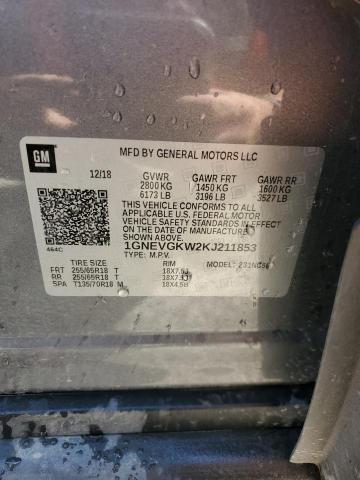 GM
MFD BY GENERAL MOTORS LLC
12/18 GVWR GAWR FRT GAWR RR
2800 KG 1450 KG 1600 KG
6173 LB 3196 LB 3527 LB
THIS VEHICLE CONFORMS TO ALL
APPLICABLE U.S. FEDERAL MOTOR
VEHICLE SAFETY STANDARDS IN EFFECT
ON THE DATE OF MANUFACTURE SHOWN ABOVE.
1GNEVGKW2KJ211853
464C TYPE: M.P.V. MODEL:
TIRE SIZE RIM
FRT 255/65R18 T 18X7.5J
RR 255/65R18 T 18X7.5J
SPA T135/70R18 M 18X4.5B